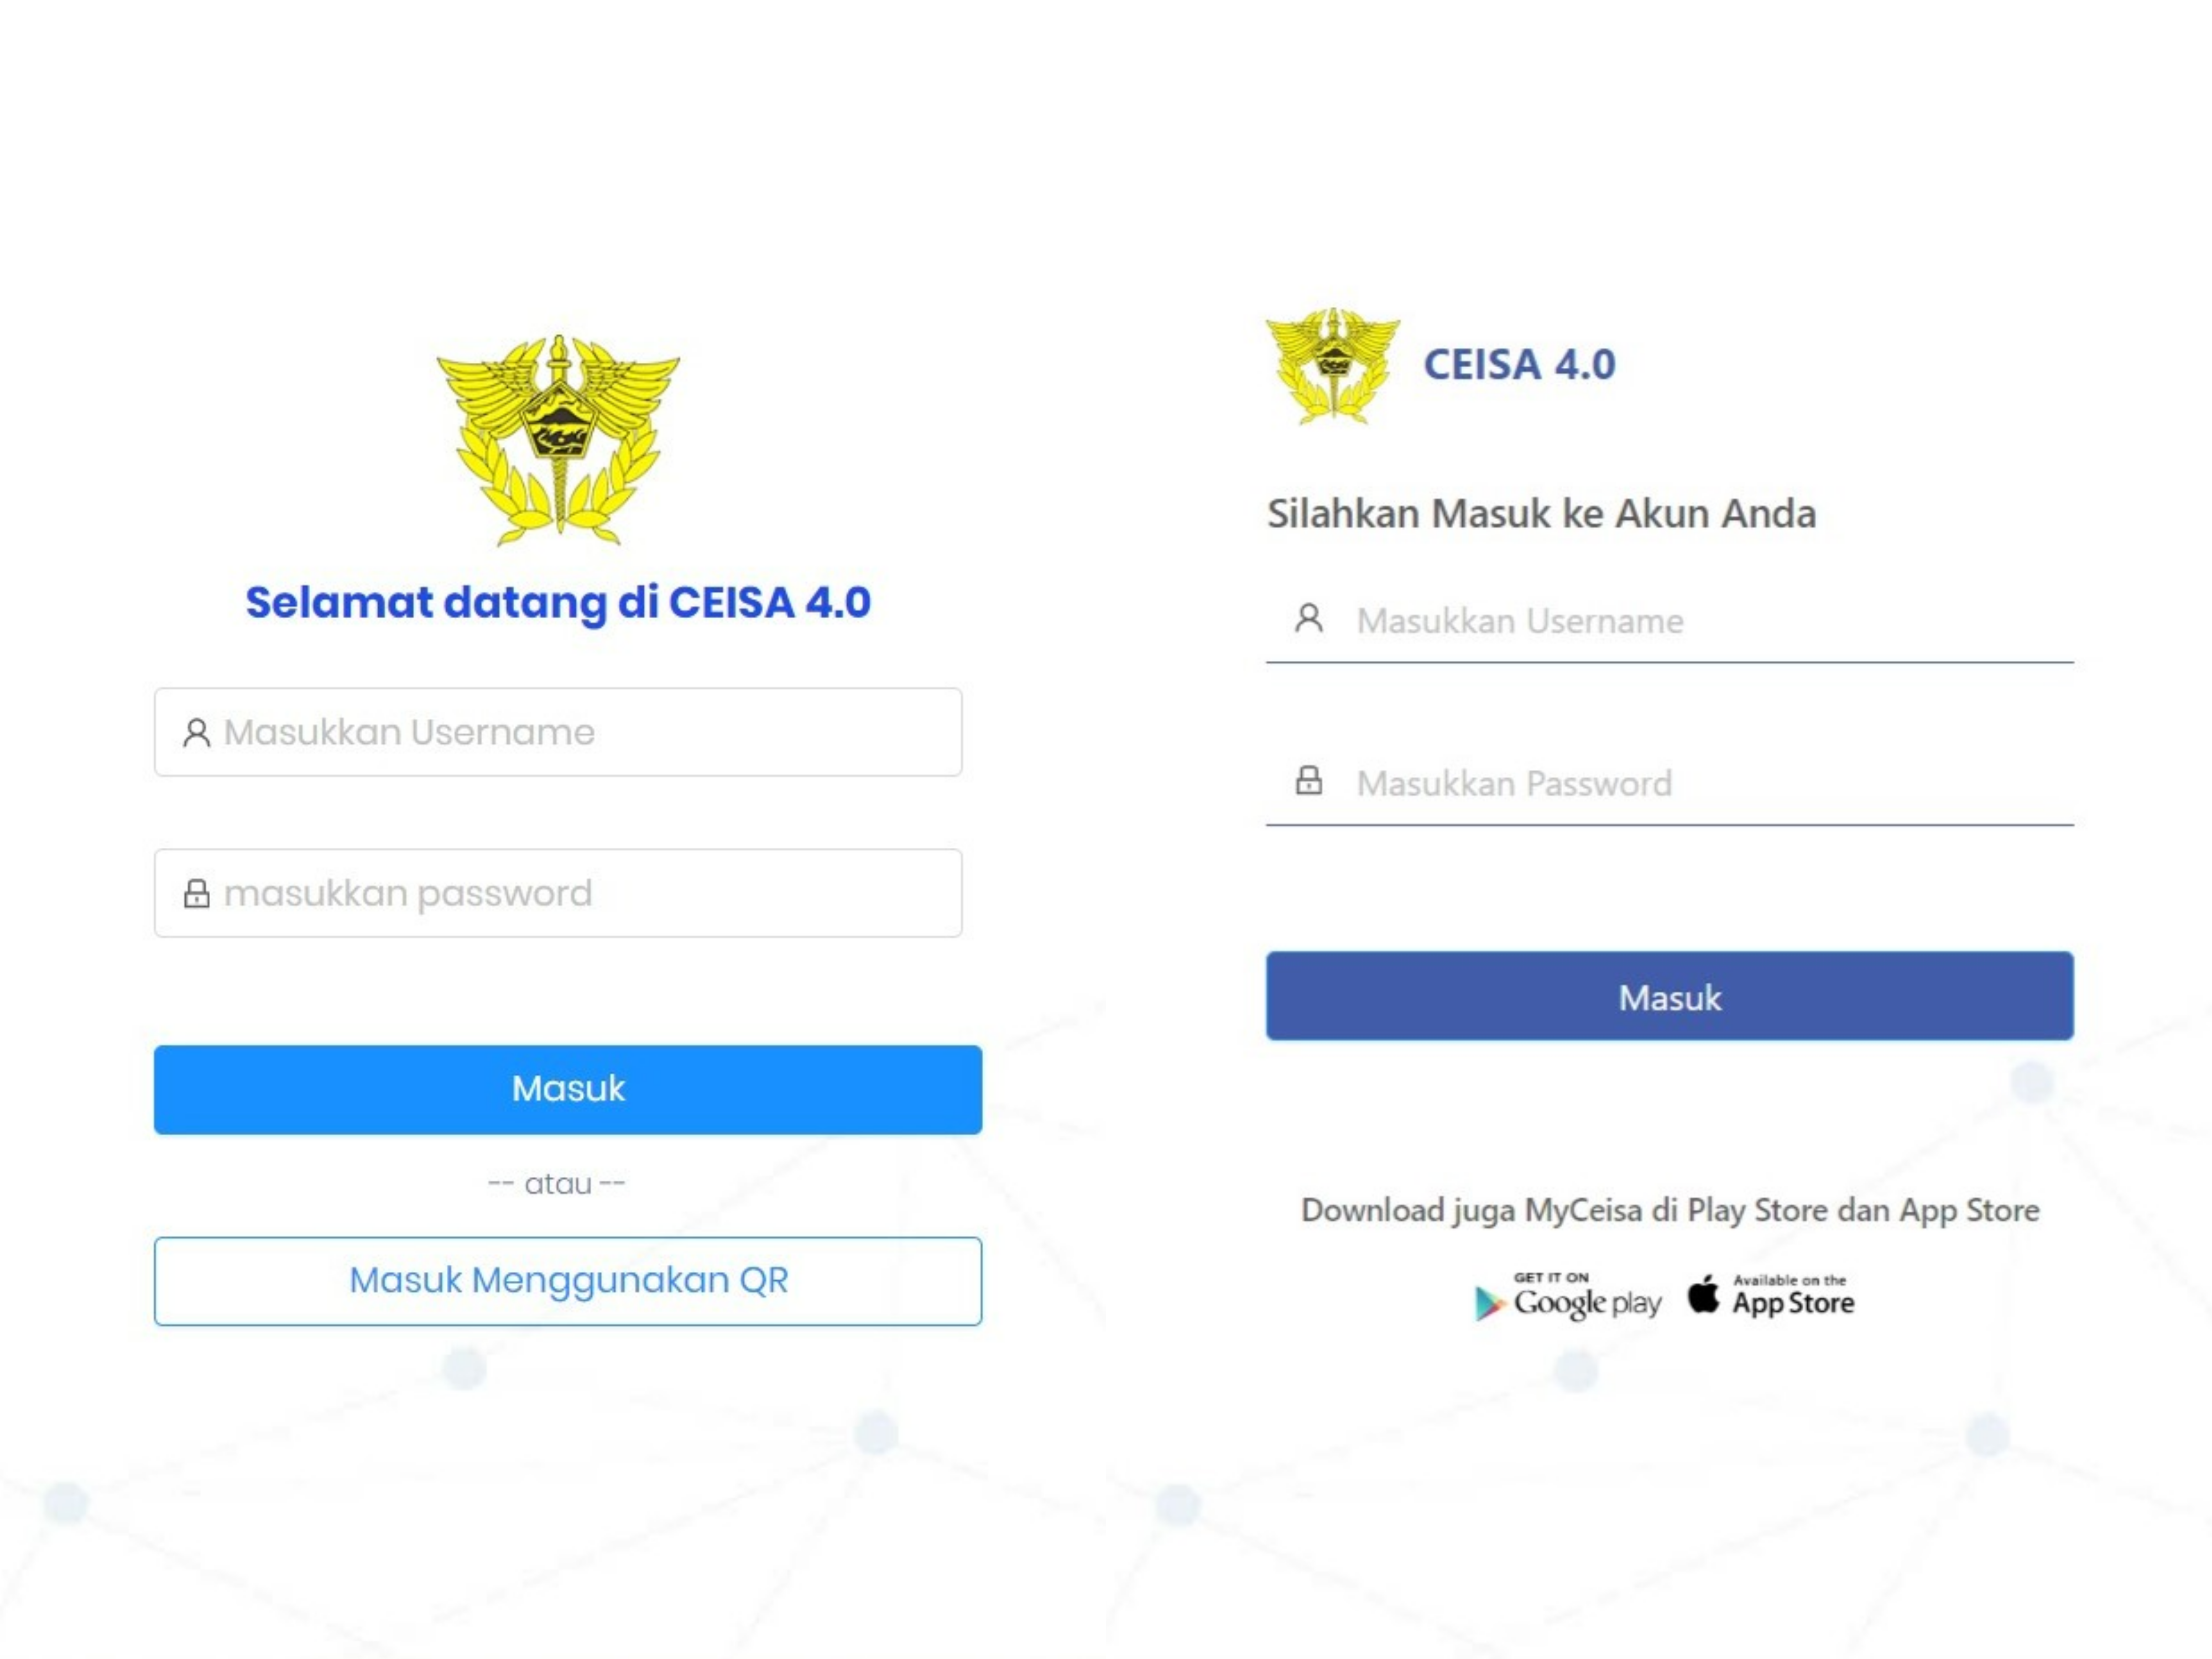 Selamat datang di CEISA 4.0
Masukkan Username
masukkan password
Masuk
-- atau --
Masuk Menggunakan QR
CEISA 4.0
Silahkan Masuk ke Akun Anda
Masukkan Username
Masukkan Password
Masuk
Download juga MyCeisa di Play Store dan App Store
GET IT ON
Google play
Available on the
App Store